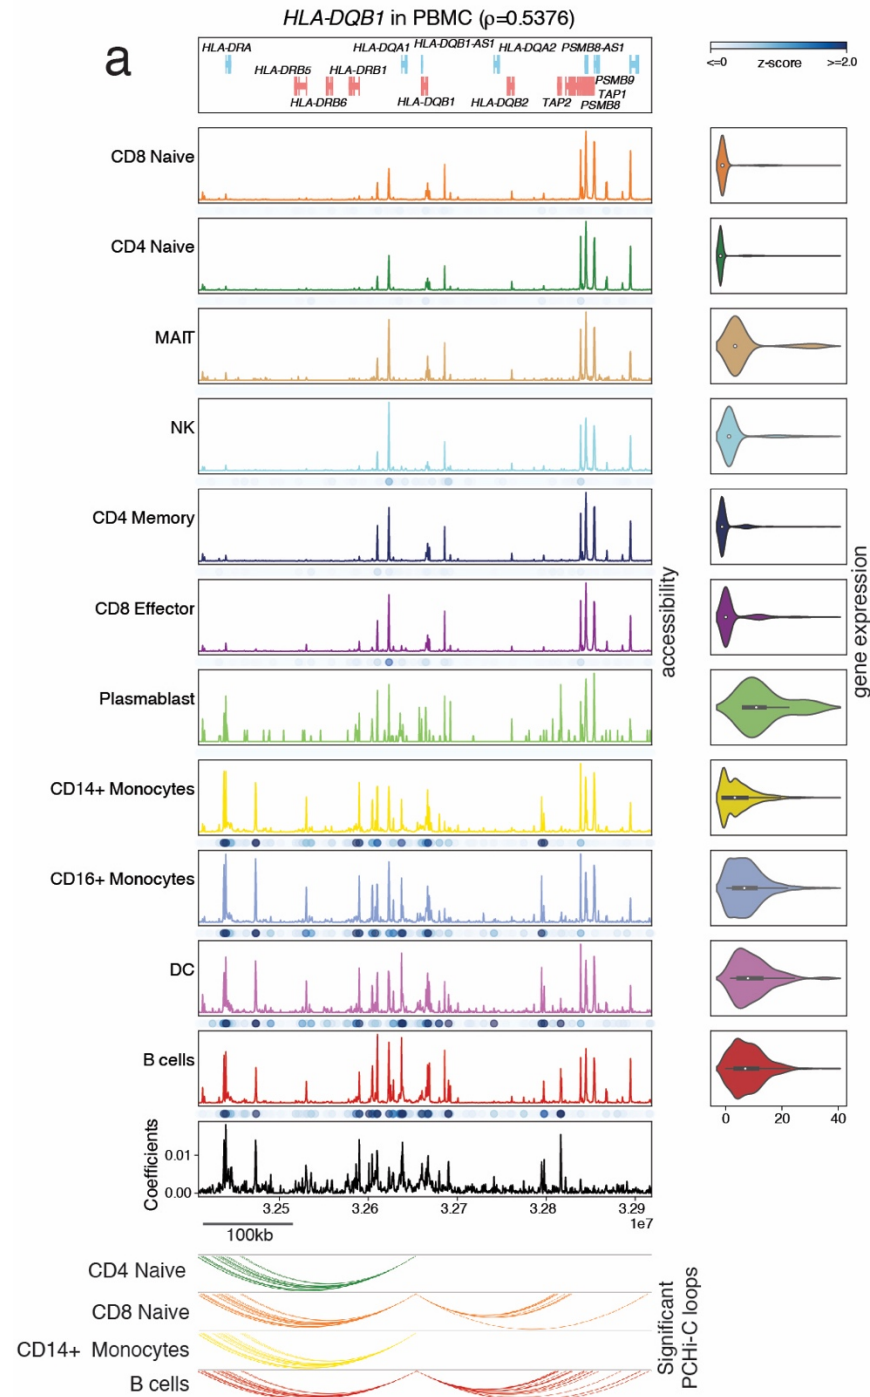 HLA-DQB1 in PBMC (ρ=0.5376)
a
HLA-DRA HLA-DQA1 HLA-DQB1-AS1 HLA-DQA2 PSMB8-AS1
HLA-DRB5 HLA-DRB1 PSMB9
HLA-DRB6 HLA-DQB1 HLA-DQB2 TAP2 TAP1
PSMB8
<=0 z-score >=2.0
CD8 Naive
CD4 Naive
MAIT
NK
CD4 Memory
CD8 Effector
Plasmablast
CD14+ Monocytes
CD16+ Monocytes
DC
B cells
accessibility
gene expression
0 20 40
Coefficients
0.01
0.00
3.25 3.26 3.27 3.28 3.29
1e7
100kb
CD4 Naive
CD8 Naive
CD14+ Monocytes
B cells
Significant
PCHi-C loops